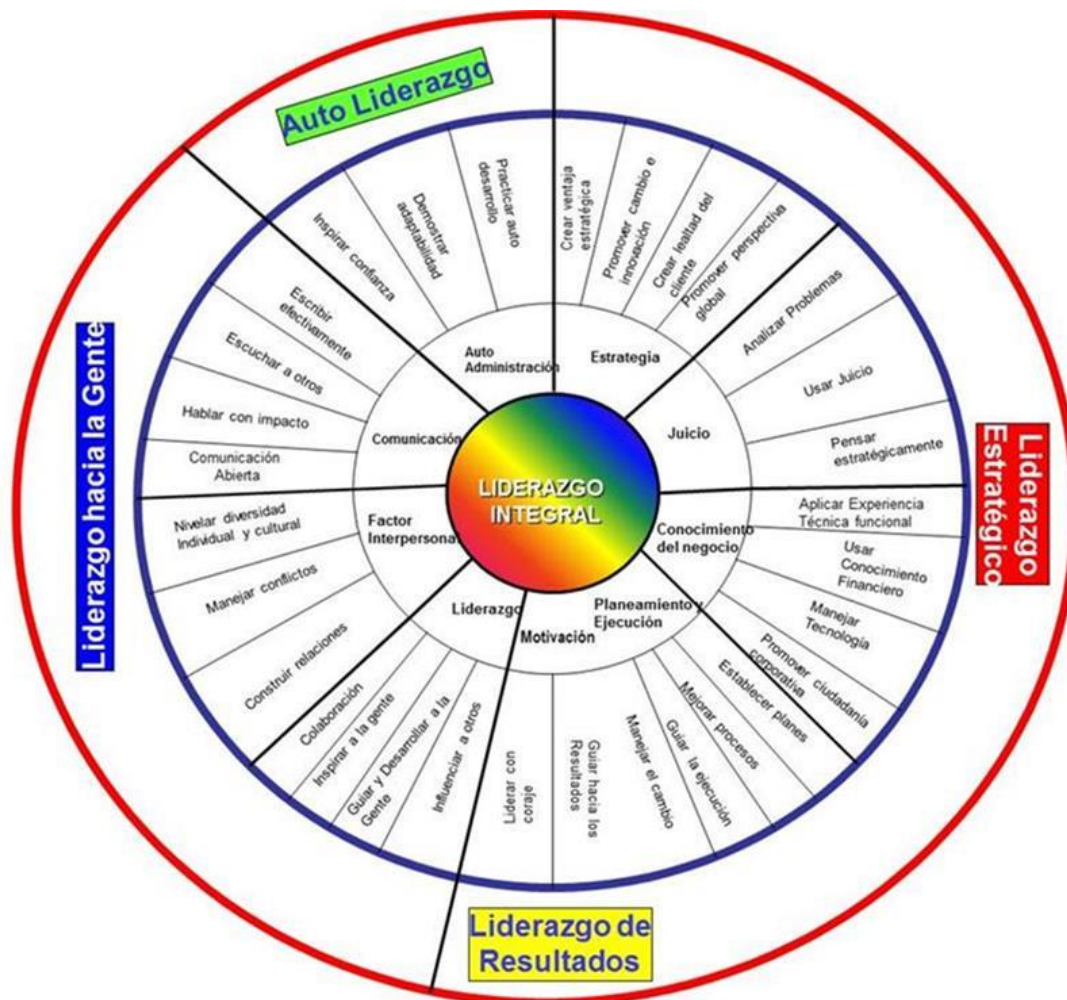 Auto Liderazgo
Liderazgo
Estratégico
Liderazgo de
Resultados
Liderazgo hacia la Gente
LIDERAZGO
INTEGRAL
Auto
Administración
Estrategia
Juicio
Conocimiento
del negocio
Planeamiento y
Ejecución
Motivación
Liderazgo
Factor
Interpersonal
Comunicación
Inspirar confianza
Demostrar
adaptabilidad
Practicar auto
desarrollo
Crear ventaja
estratégica
Promover cambio e
innovación
Crear lealtad del
cliente
Promover perspectiva
global
Analizar Problemas
Usar Juicio
Pensar
estratégicamente
Aplicar Experiencia
Técnica funcional
Usar
Conocimiento
Financiero
Manejar
Tecnología
Promover ciudadanía
corporativa
Establecer planes
Mejorar procesos
Guiar la ejecución
Manejar el cambio
Guiar hacia los
Resultados
Liderar con
coraje
Influenciar a otros
Guiar y Desarrollar a la
Gente
Inspirar a la gente
Colaboración
Construir relaciones
Manejar conflictos
Nivelar diversidad
Individual y cultural
Comunicación
Abierta
Hablar con impacto
Escuchar a otros
Escribir
efectivamente